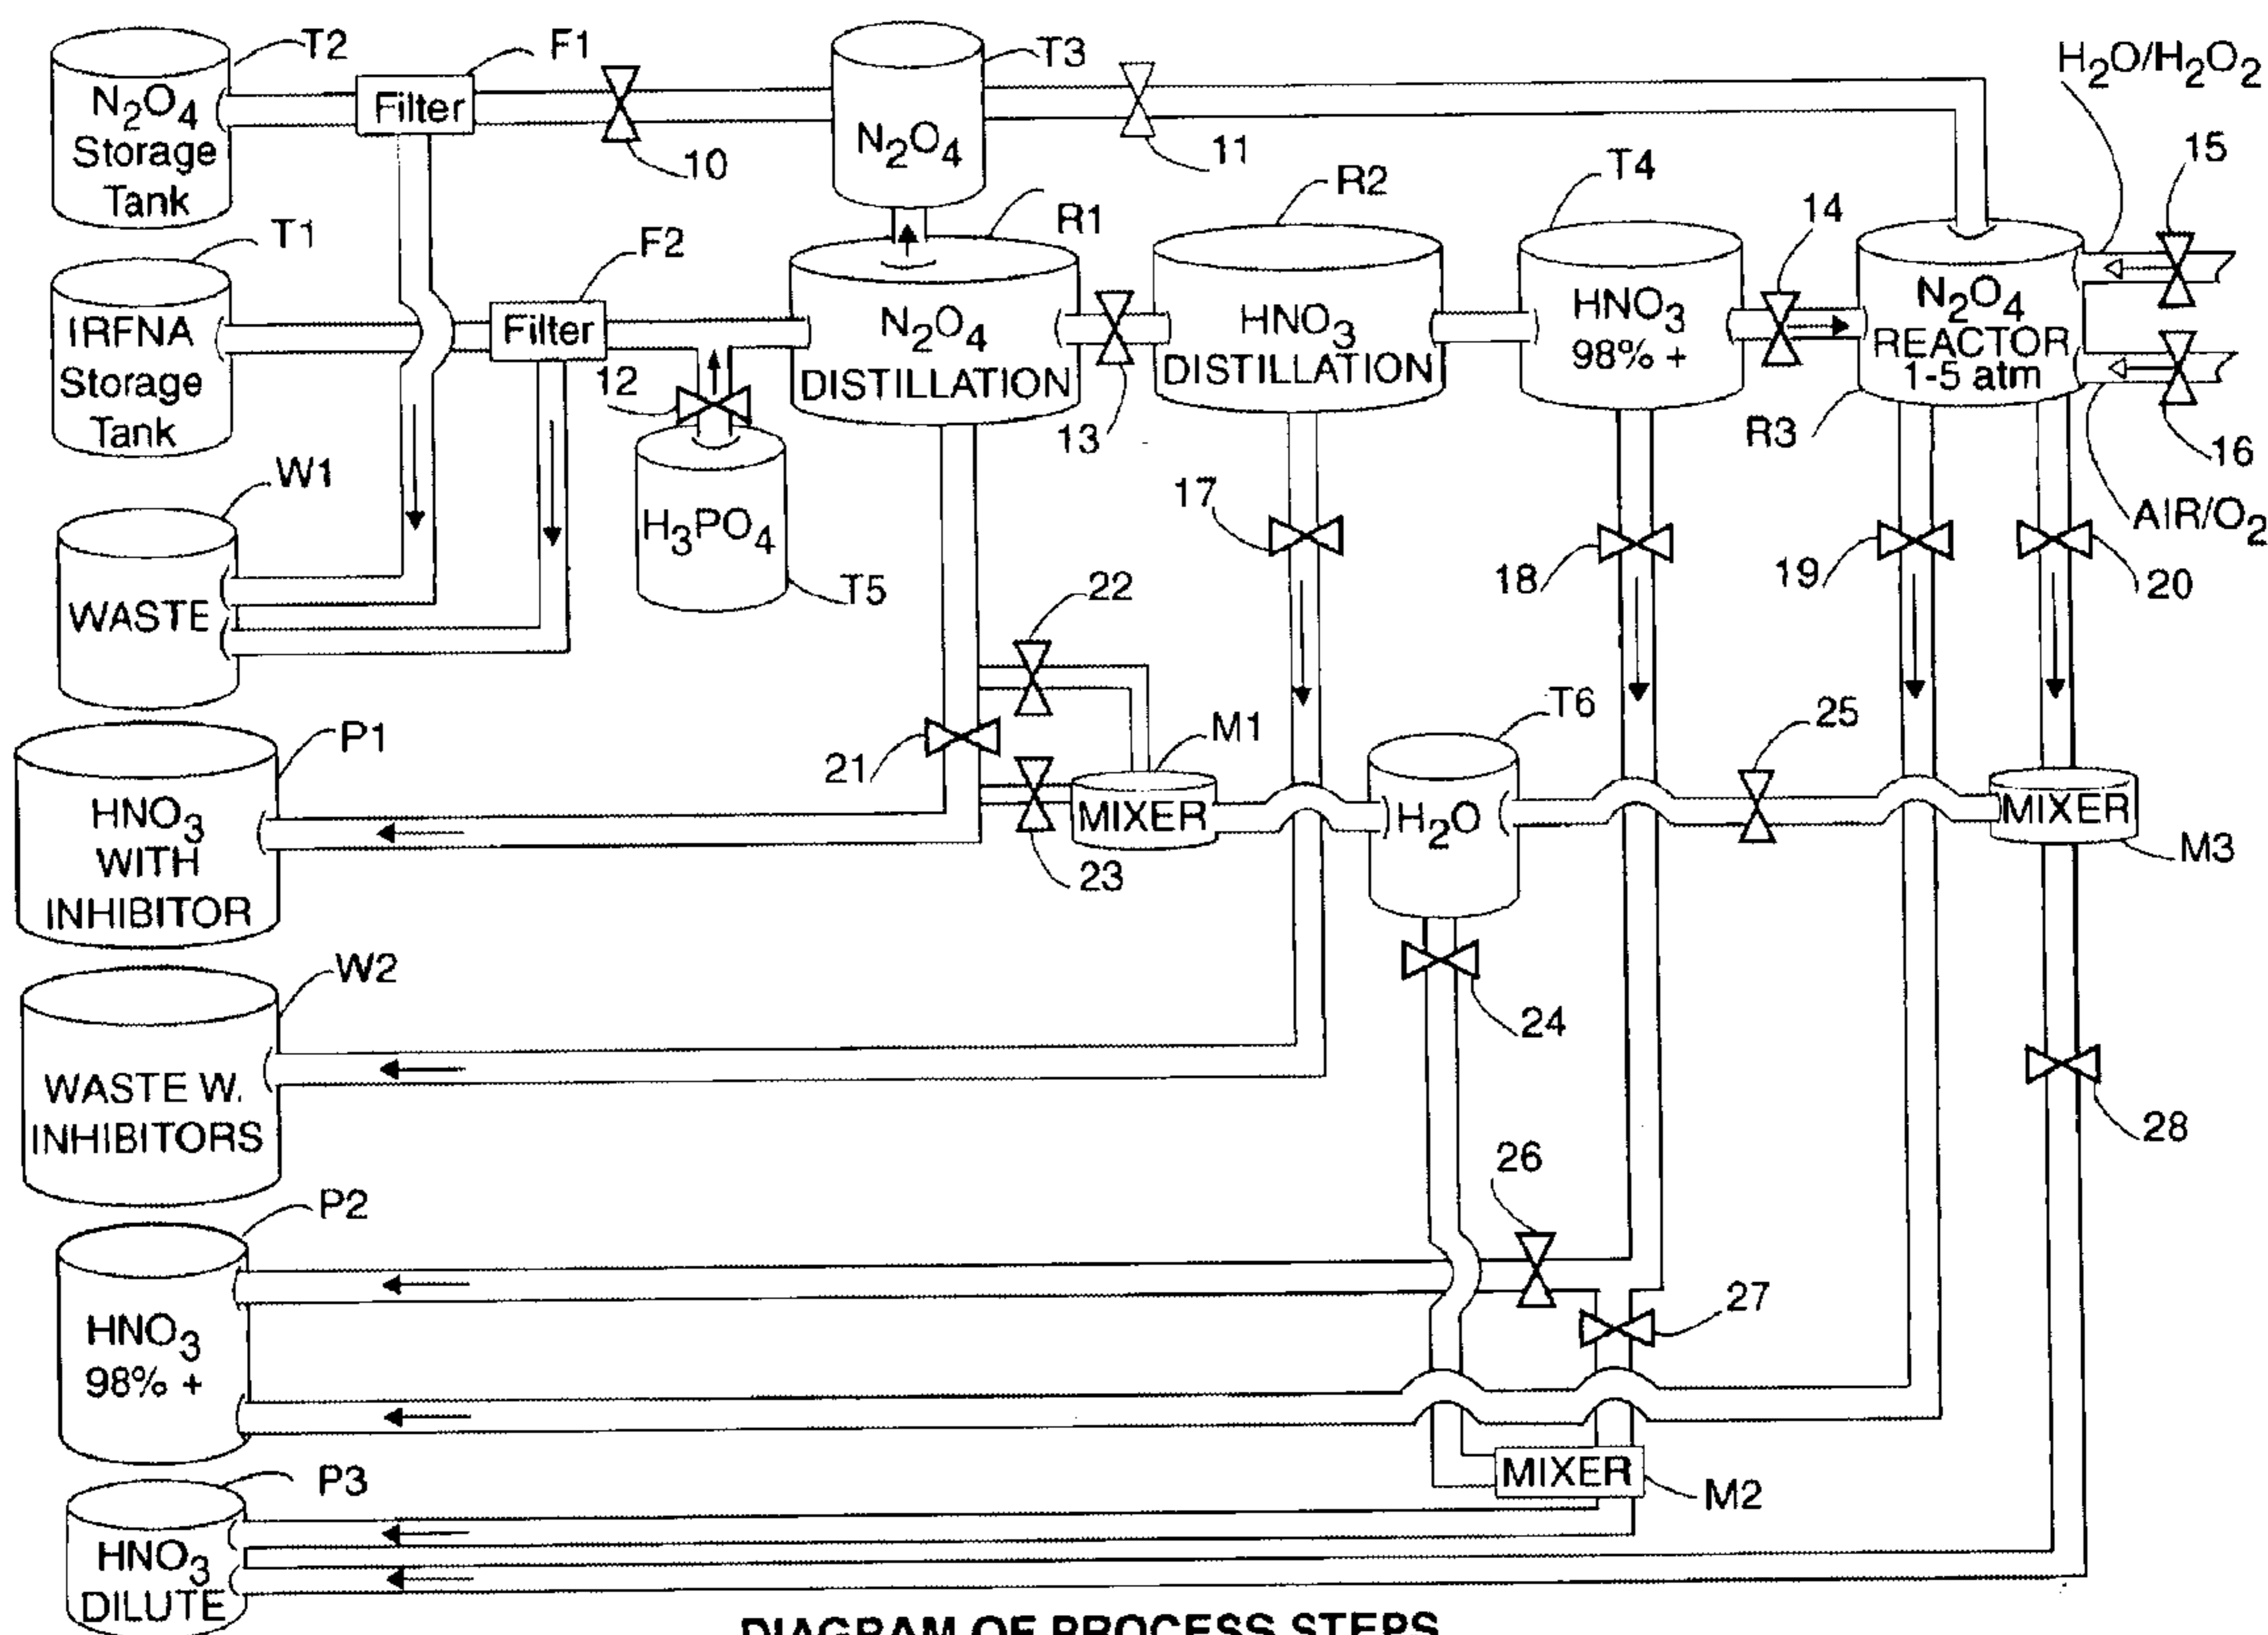 T2
F1
T3
H2O/H2O2
N2O4
Storage
Tank
Filter
N2O4
10
11
15
T1
F2
R1
R2
T4
14
IRFNA
Storage
Tank
Filter
12
N2O4
DISTILLATION
13
HNO3
DISTILLATION
HNO3
98% +
N2O4
REACTOR
1-5 atm
R3
16
AIR/O2
W1
WASTE
H3PO4
T5
17
18
19
20
22
P1
21
M1
T6
25
HNO3
WITH
INHIBITOR
23
MIXER
H2O
MIXER
M3
W2
WASTE W.
INHIBITORS
24
28
P2
26
27
HNO3
98% +
MIXER
M2
P3
HNO3
DILUTE
DIAGRAM OF PROCESS STEPS